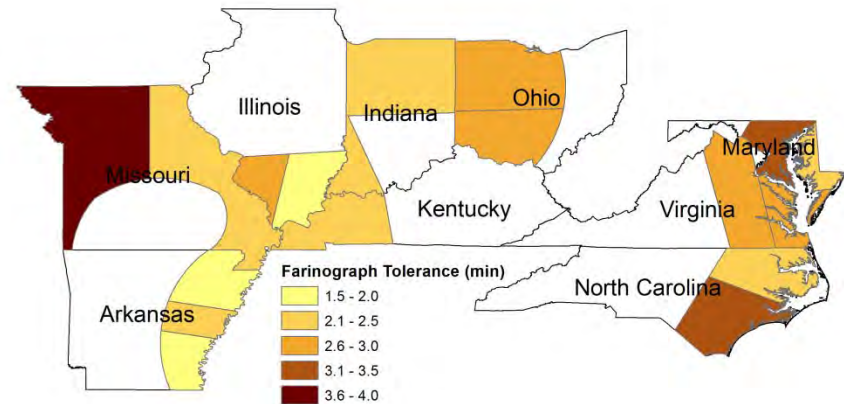 Illinois
Indiana
Ohio
Missouri
Maryland
Kentucky
Virginia
Farinograph Tolerance (min)
1.5 - 2.0
2.1 - 2.5
2.6 - 3.0
3.1 - 3.5
3.6 - 4.0
North Carolina
Arkansas